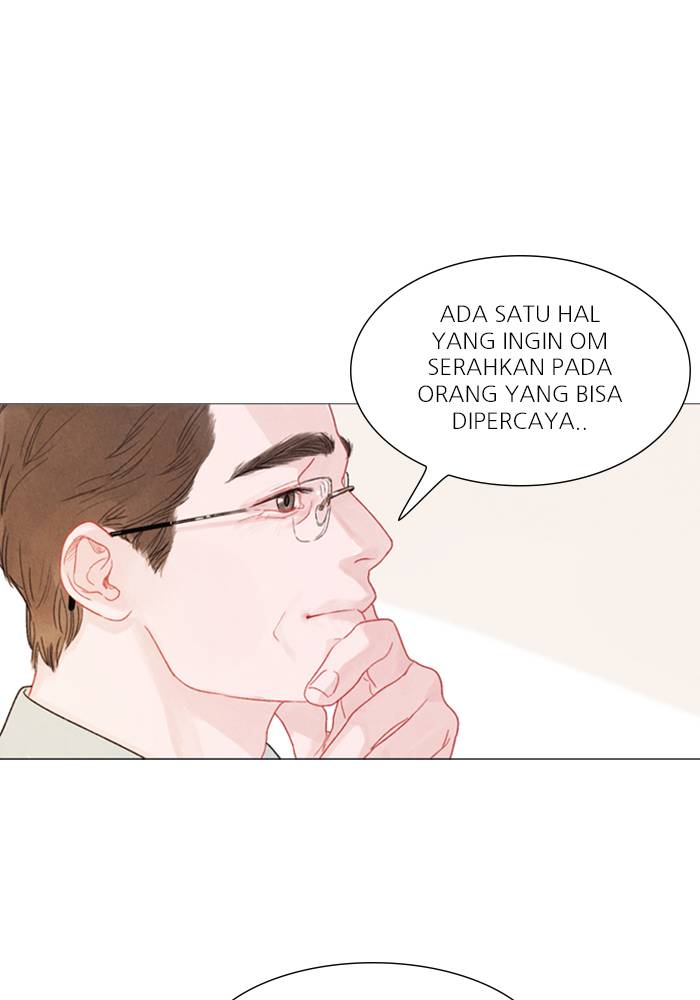 ADA SATU HAL
YANG INGIN OM
SERAHKAN PADA
ORANG YANG BISA
DIPERCAYA..